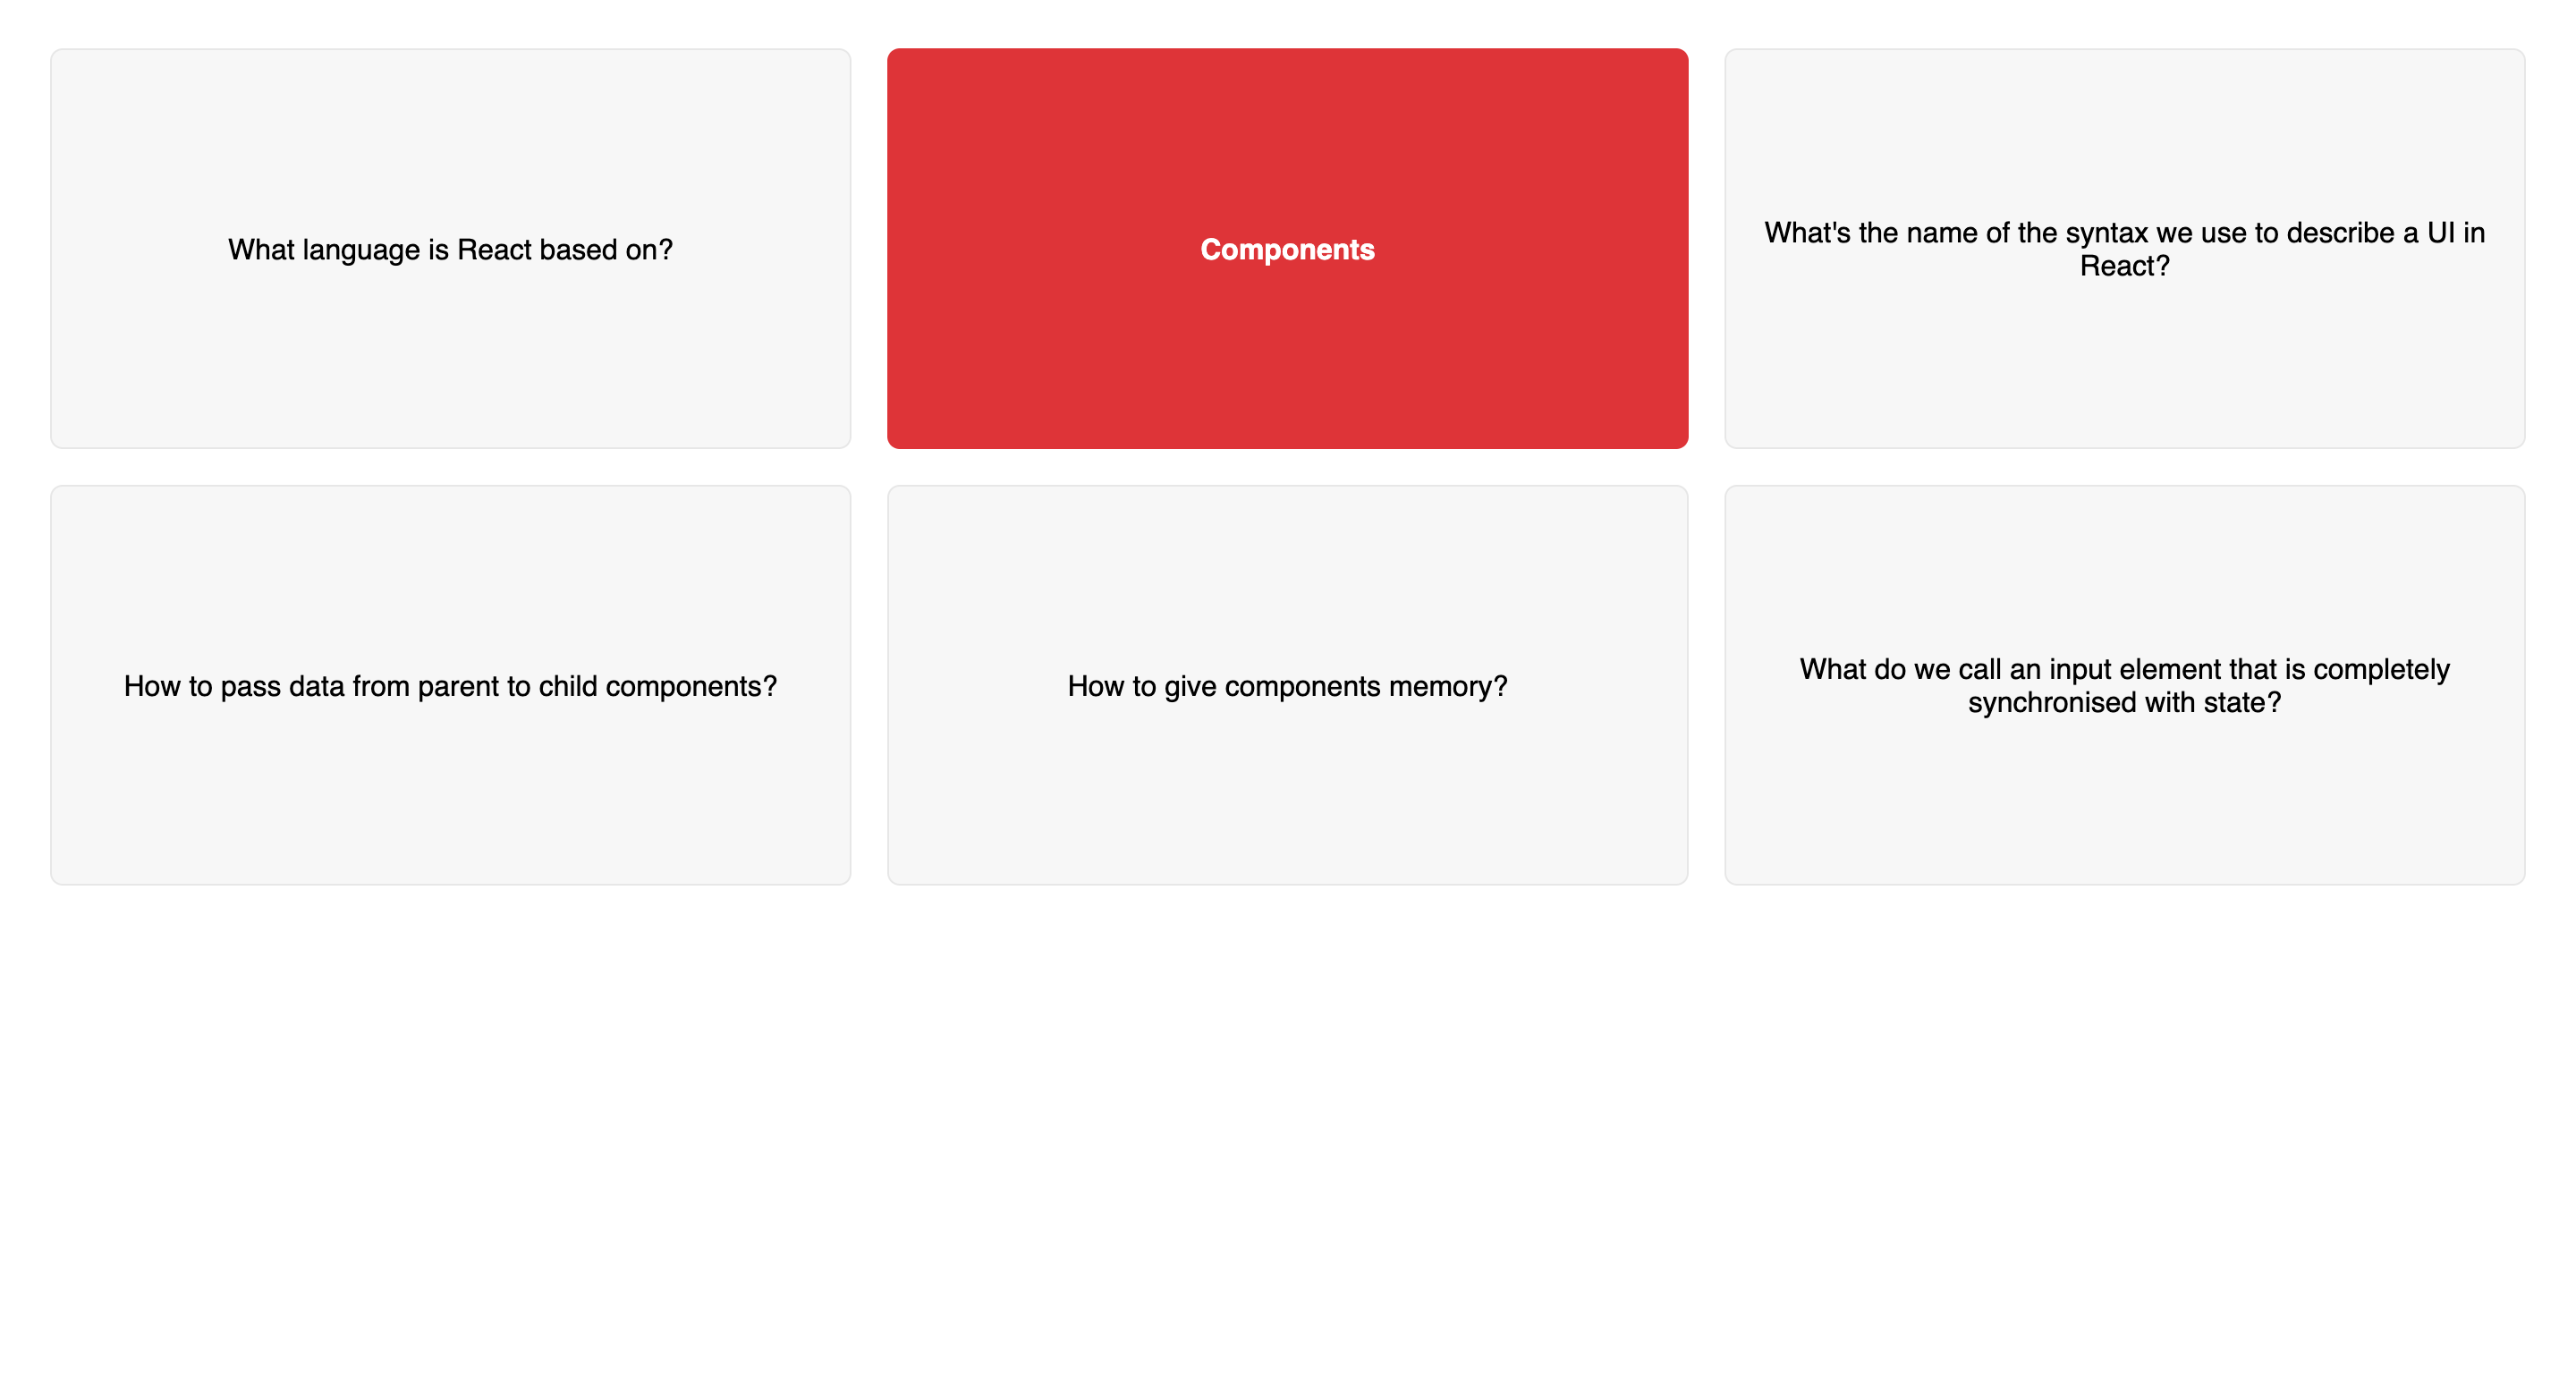 What language is React based on?
Components
What's the name of the syntax we use to describe a UI in
React?
How to pass data from parent to child components?
How to give components memory?
What do we call an input element that is completely
synchronised with state?